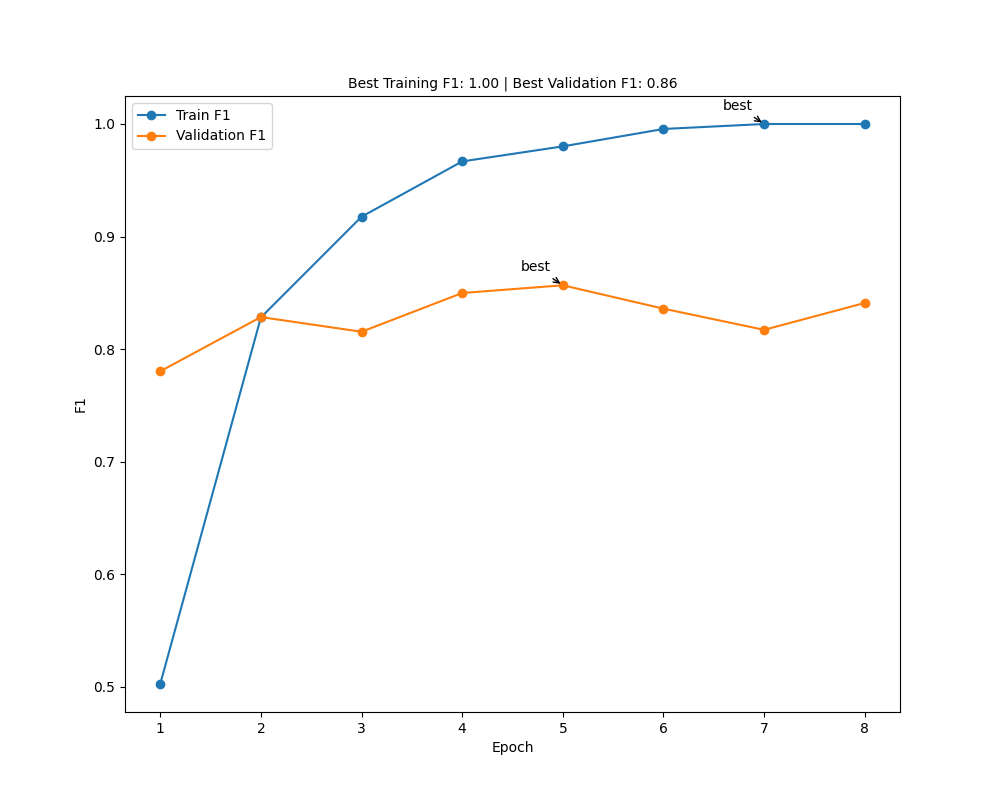 Best Training F1: 1.00 | Best Validation F1: 0.86
Train F1
Validation F1
best
best
1.0
0.9
0.8
0.7
0.6
0.5
F1
1 2 3 4 5 6 7 8
Epoch